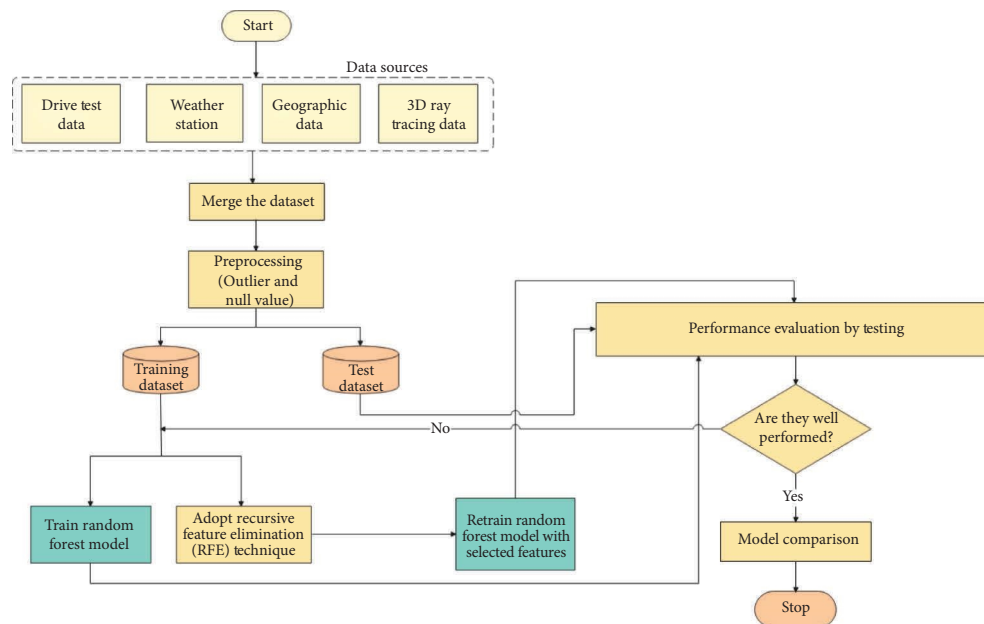 Start
Data sources
Drive test
data
Weather
station
Geographic
data
3D ray
tracing data
Merge the dataset
Preprocessing
(Outlier and
null value)
Training
dataset
Test
dataset
Performance evaluation by testing
Are they well
performed?
No
Yes
Train random
forest model
Adopt recursive
feature elimination
(RFE) technique
Retrain random
forest model with
selected features
Model comparison
Stop